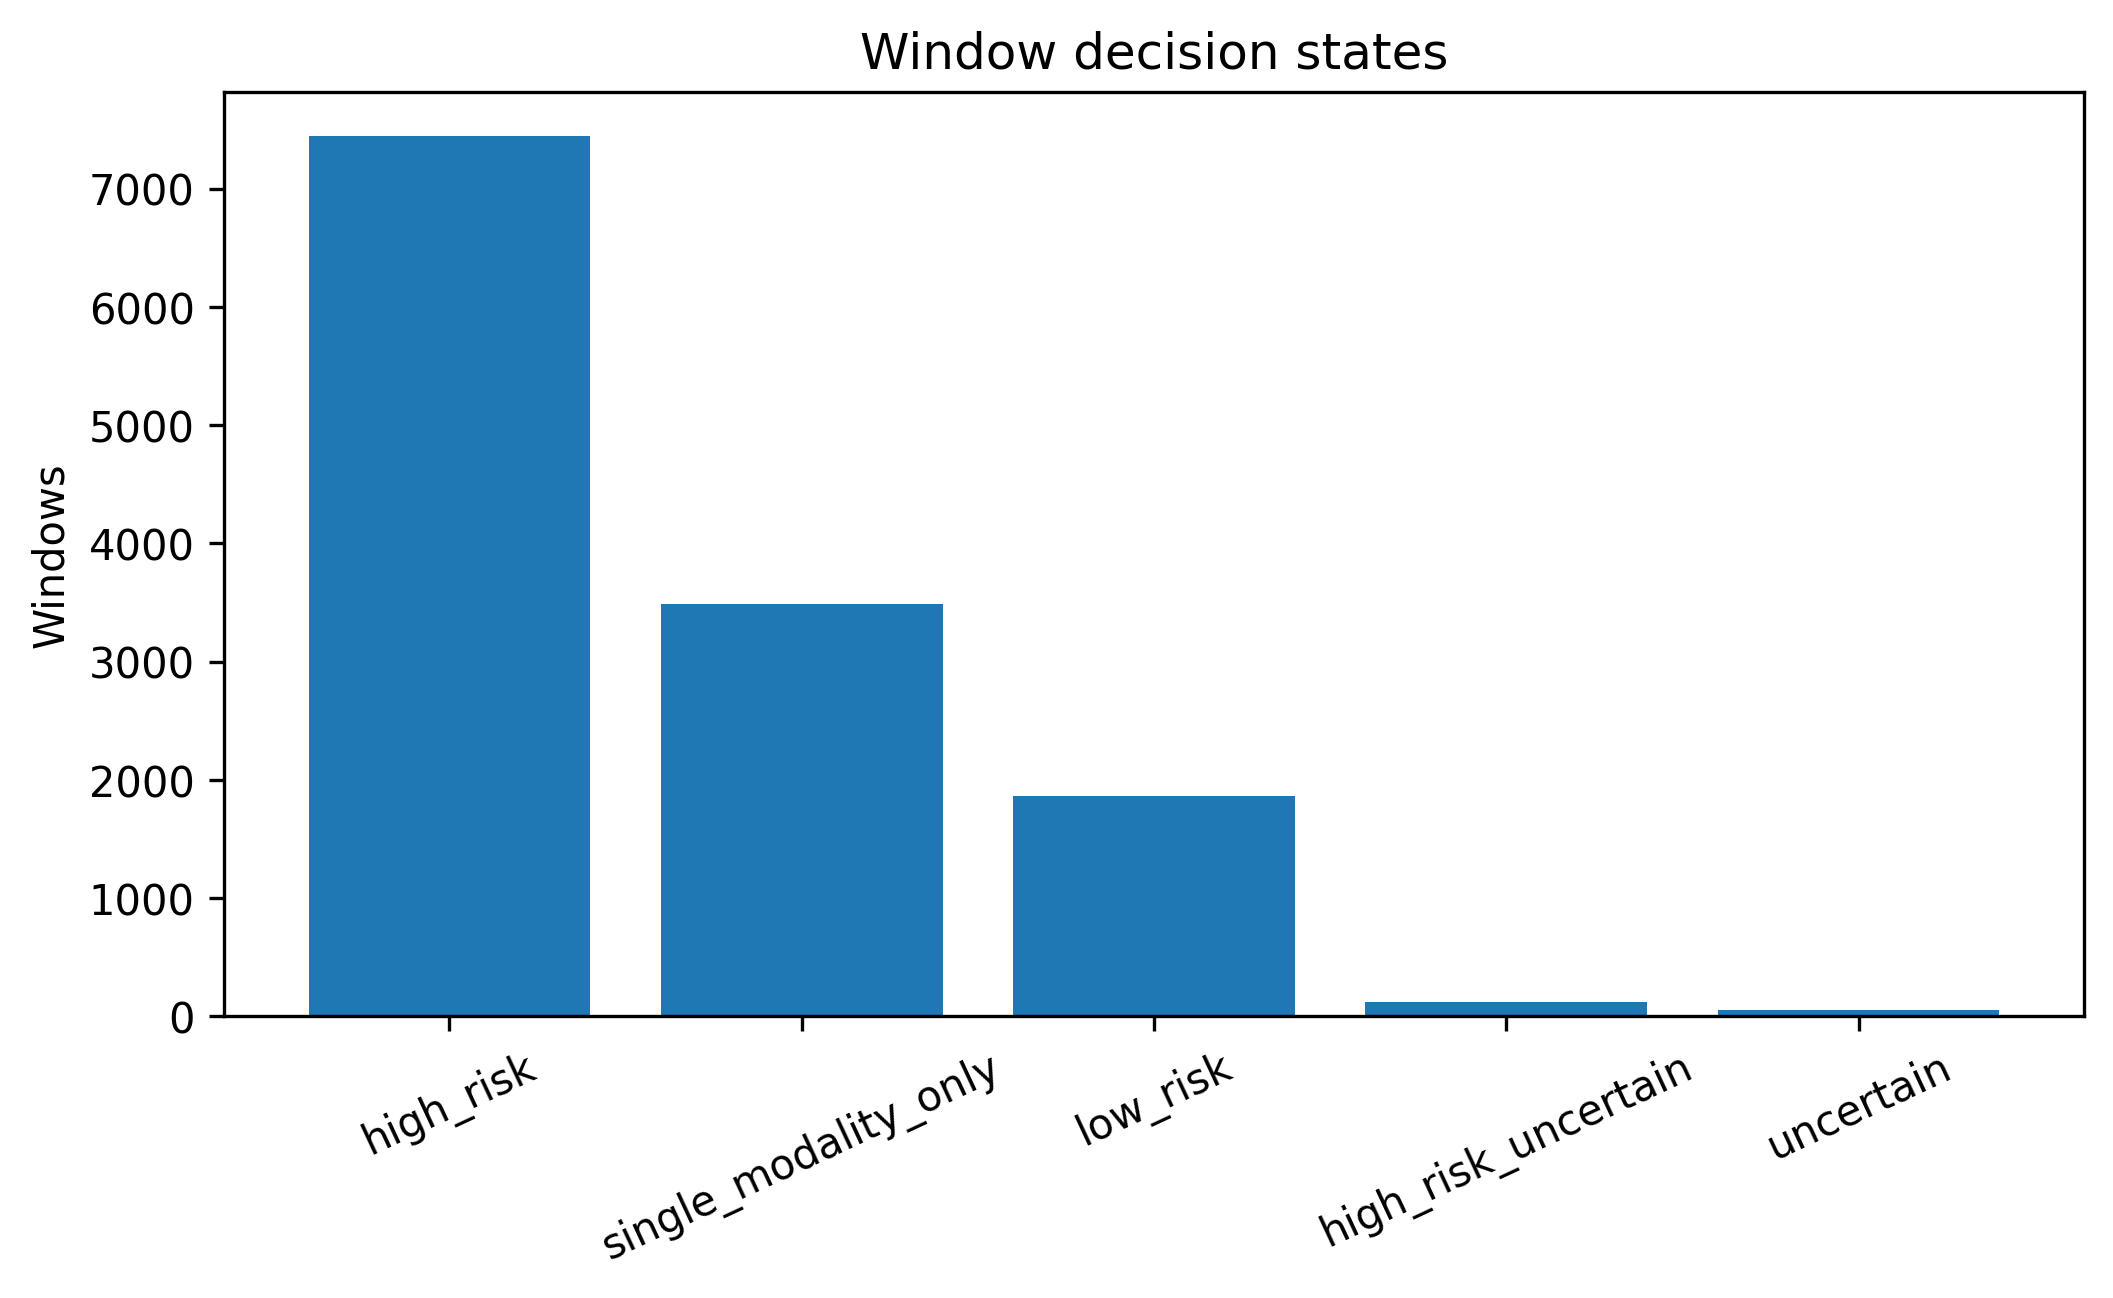 Window decision states
Windows
7000
6000
5000
4000
3000
2000
1000
0
high_risk
single_modality_only
low_risk
high_risk_uncertain
uncertain